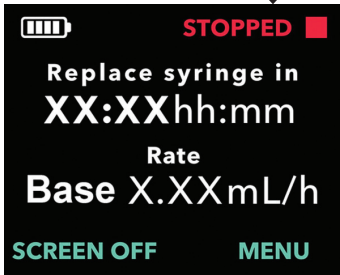 STOPPED
Replace syringe in
XX:XXhh:mm
Rate
Base X.XXmL/h
SCREEN OFF MENU